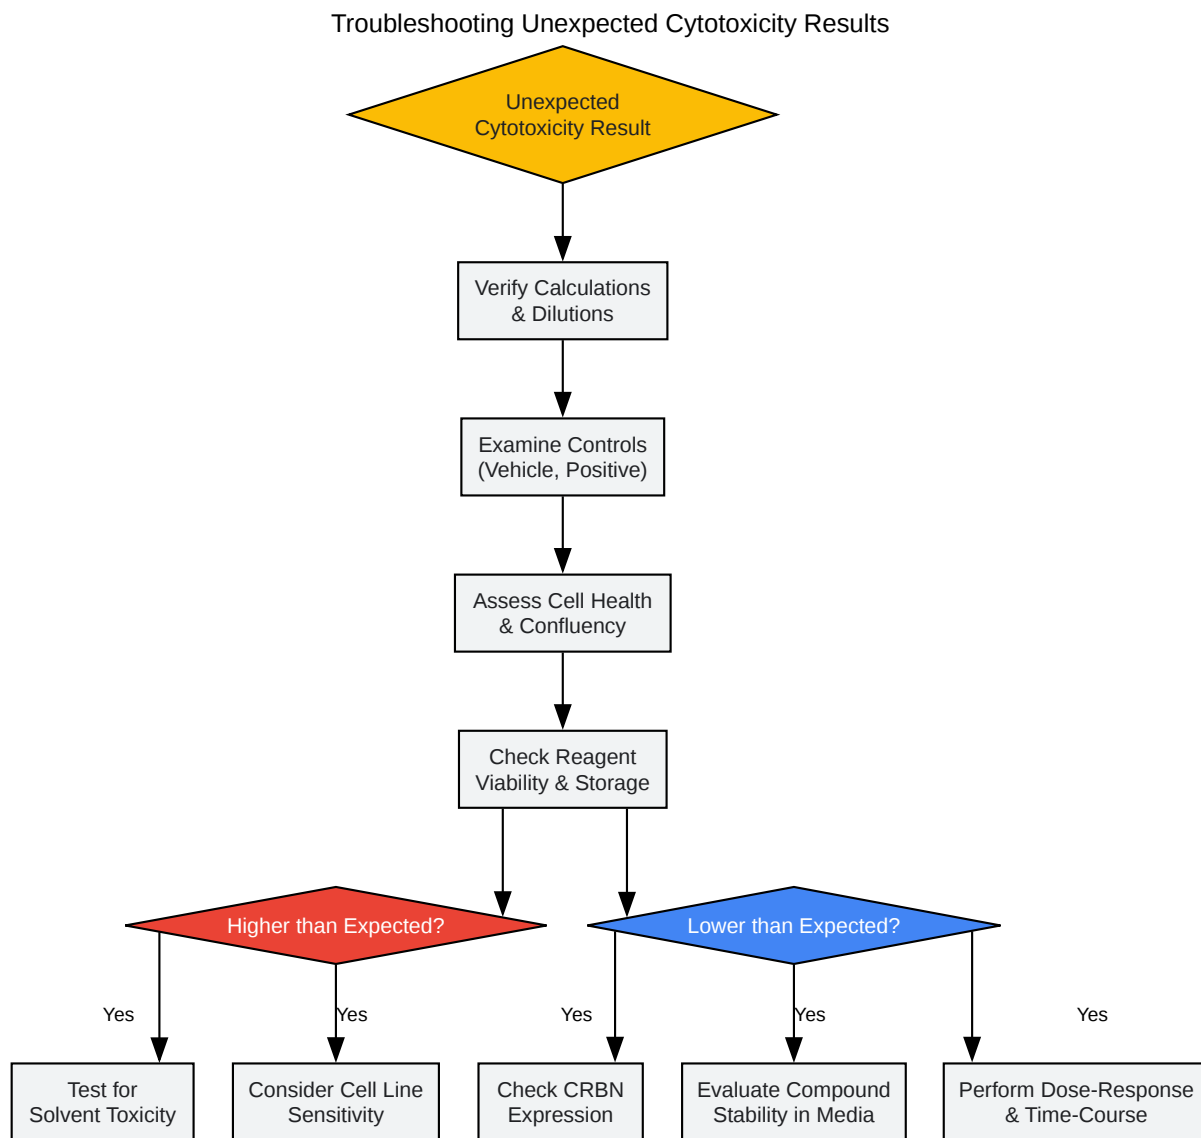 Troubleshooting Unexpected Cytotoxicity Results
Unexpected
Cytotoxicity Result
Verify Calculations
& Dilutions
Examine Controls
(Vehicle, Positive)
Assess Cell Health
& Confluency
Check Reagent
Viability & Storage
Higher than Expected?
Lower than Expected?
Yes
Yes
Yes
Yes
Yes
Test for
Solvent Toxicity
Consider Cell Line
Sensitivity
Check CRBN
Expression
Evaluate Compound
Stability in Media
Perform Dose-Response
& Time-Course